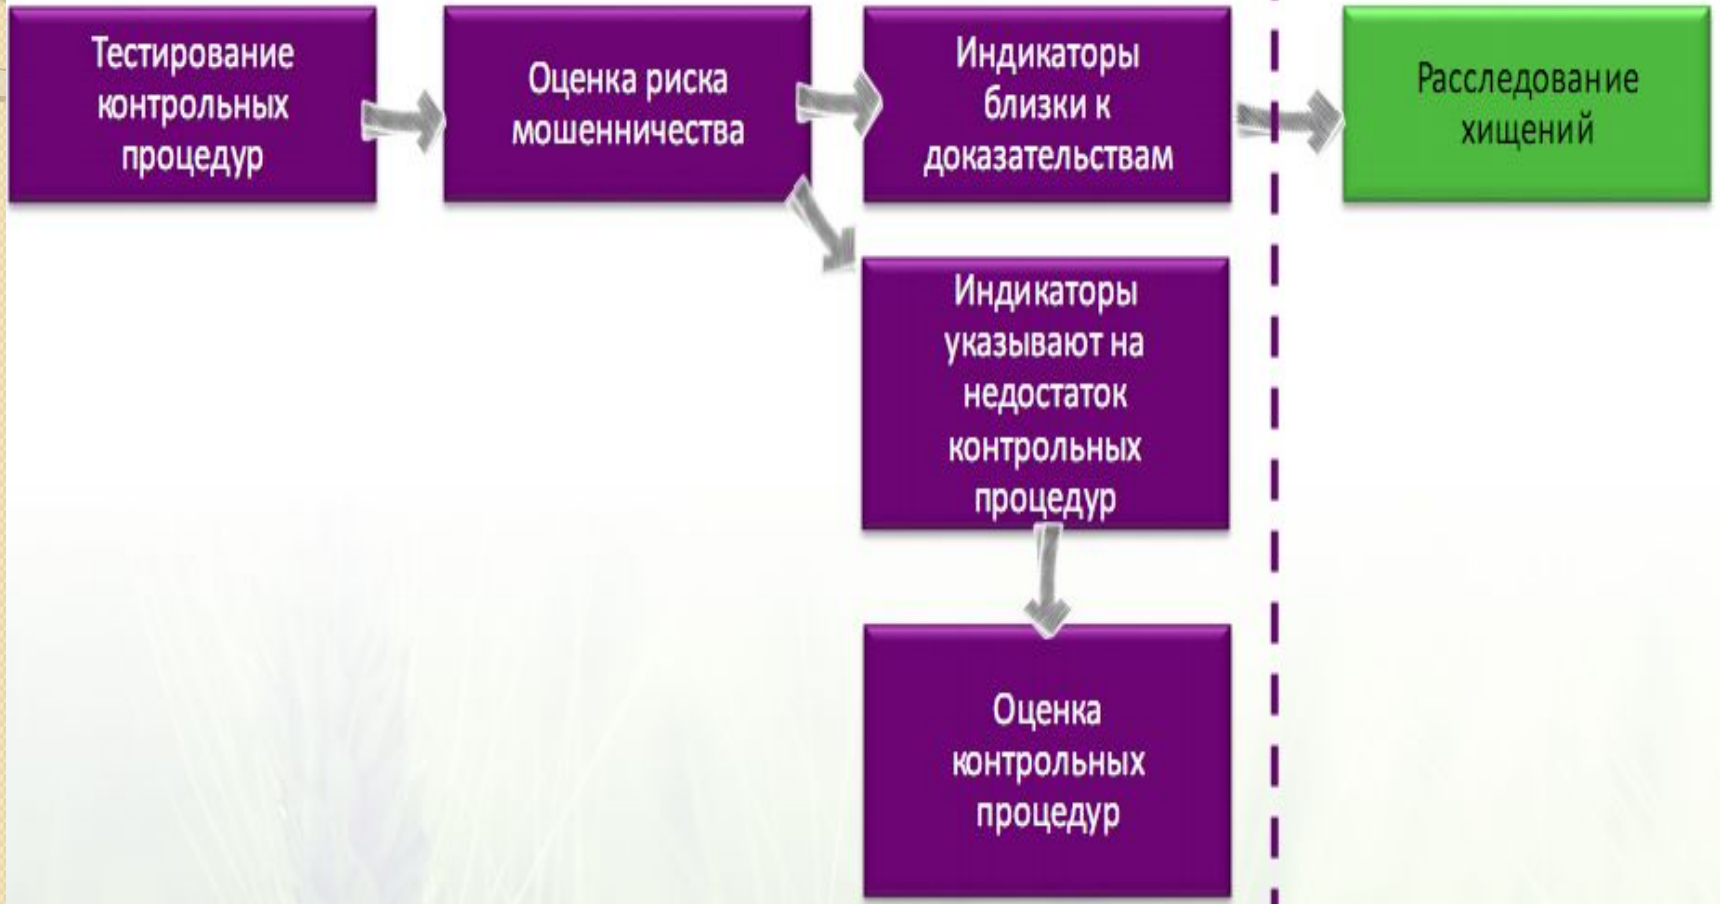 Тестирование
контрольных
процедур
Оценка риска
мошенничества
Индикаторы
близки к
доказательствам
Расследование
хищений
Индикаторы
указывают на
недостаток
контрольных
процедур
Оценка
контрольных
процедур